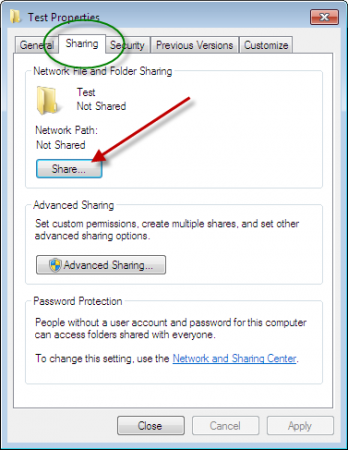 Test Properties
General Sharing Security Previous Versions Customize
Network File and Folder Sharing
Test
Not Shared
Network Path:
Not Shared
Share...
Advanced Sharing
Set custom permissions, create multiple shares, and set other
advanced sharing options.
Advanced Sharing...
Password Protection
People without a user account and password for this computer
can access folders shared with everyone.
To change this setting, use the Network and Sharing Center.
Close Cancel Apply